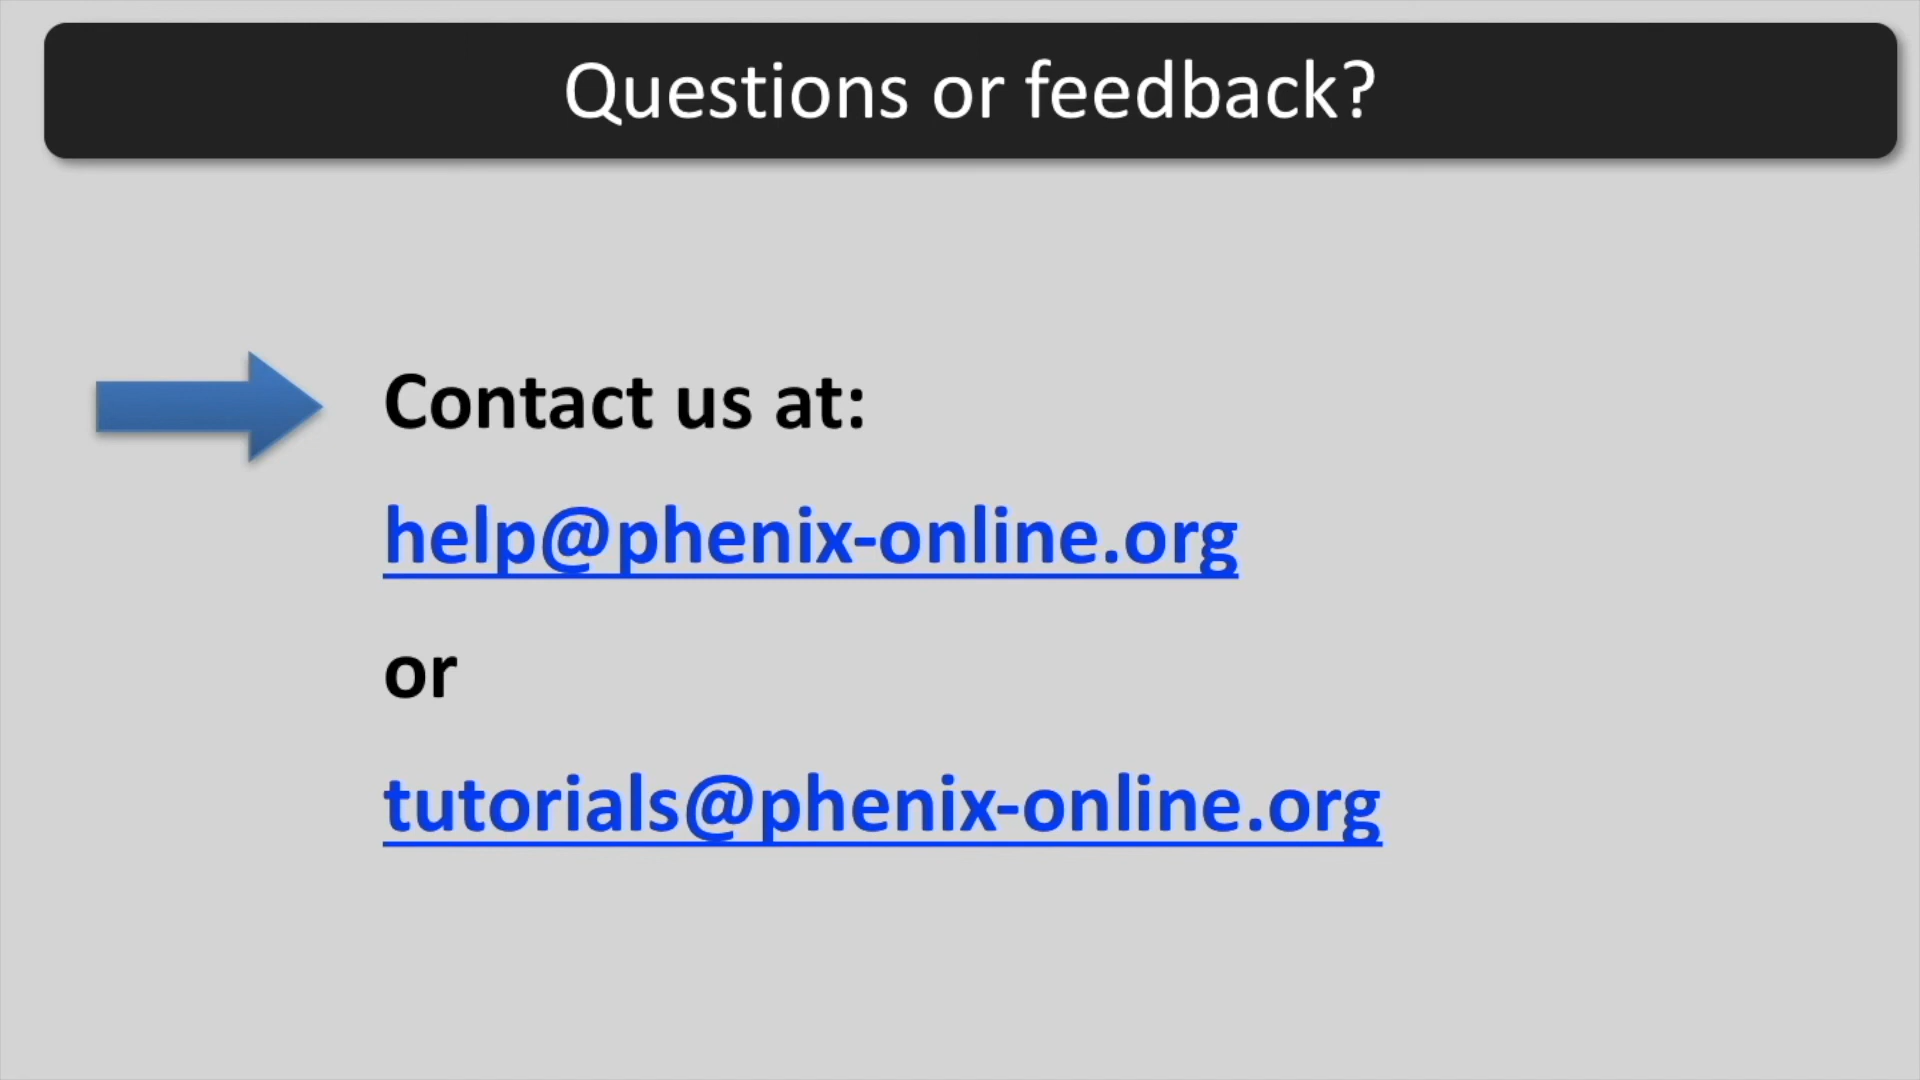 Questions or feedback?
Contact us at:
help@phenix-online.org
or
tutorials@phenix-online.org